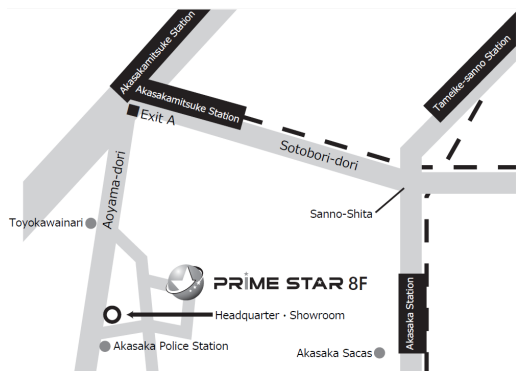 Akasakamitsuke Station
Tameike-sanno Station
Akasakamitsuke Station
Exit A
Sotobori-dori
Aoyama-dori
Sanno-Shita
Toyokawainari
PRiME STAR 8F
Akasaka Station
Headquarter・Showroom
Akasaka Police Station
Akasaka Sacas